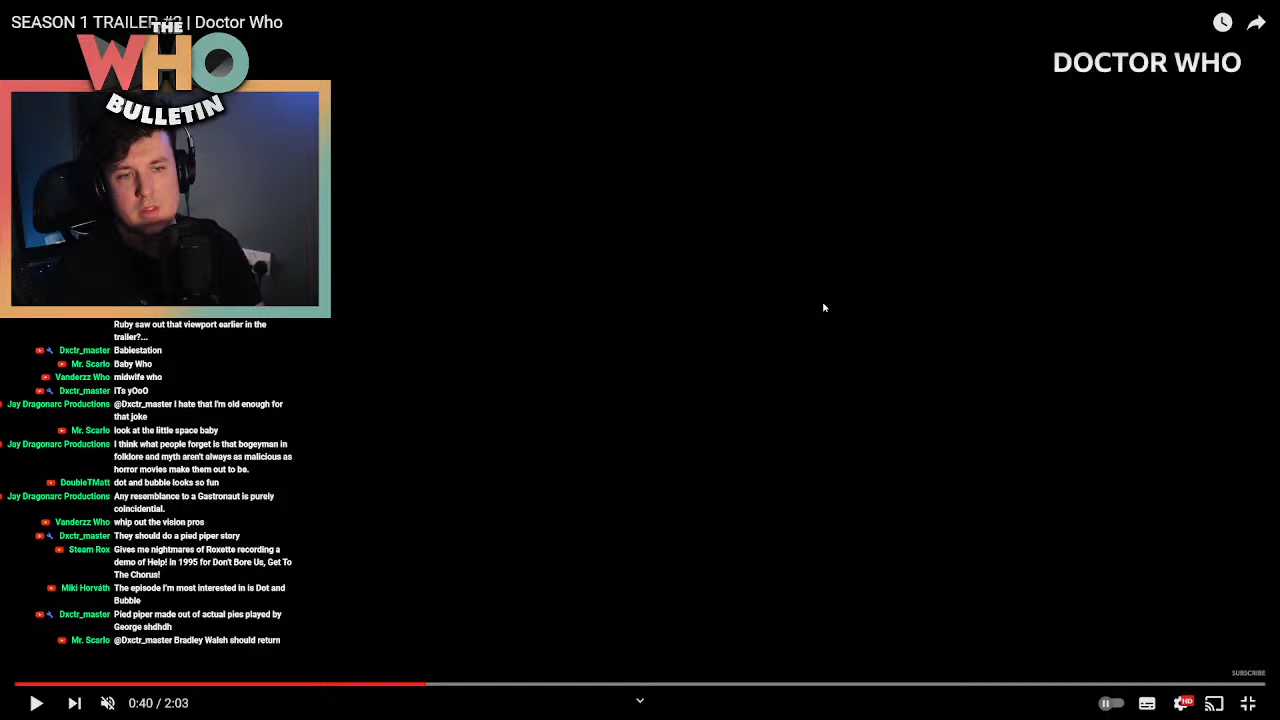 SEASON 1 TRAILER #2 | Doctor Who
THE
WHO
BULLETIN
DOCTOR WHO
Ruby saw out that viewport earlier in the
trailer?...
Dxctr_master Babiestation
Mr. Scarlo Baby Who
Vanderzz Who midwife who
Dxctr_master iTs yOoO
Jay Dragonarc Productions @Dxctr_master I hate that I'm old enough for
that joke
Mr. Scarlo look at the little space baby
Jay Dragonarc Productions I think what people forget is that bogeyman in
folklore and myth aren't always as malicious as
horror movies make them out to be.
DoubleTMatt dot and bubble looks so fun
Jay Dragonarc Productions Any resemblance to a Gastronaut is purely
coincidential.
Vanderzz Who whip out the vision pros
Dxctr_master They should do a pied piper story
Steam Rox Gives me nightmares of Roxette recording a
demo of Help! in 1995 for Don't Bore Us, Get To
The Chorus!
Miki Horváth The episode I'm most interested in is Dot and
Bubble
Dxctr_master Pied piper made out of actual pies played by
George shdhdh
Mr. Scarlo @Dxctr_master Bradley Walsh should return
SUBSCRIBE
0:40 / 2:03
HD